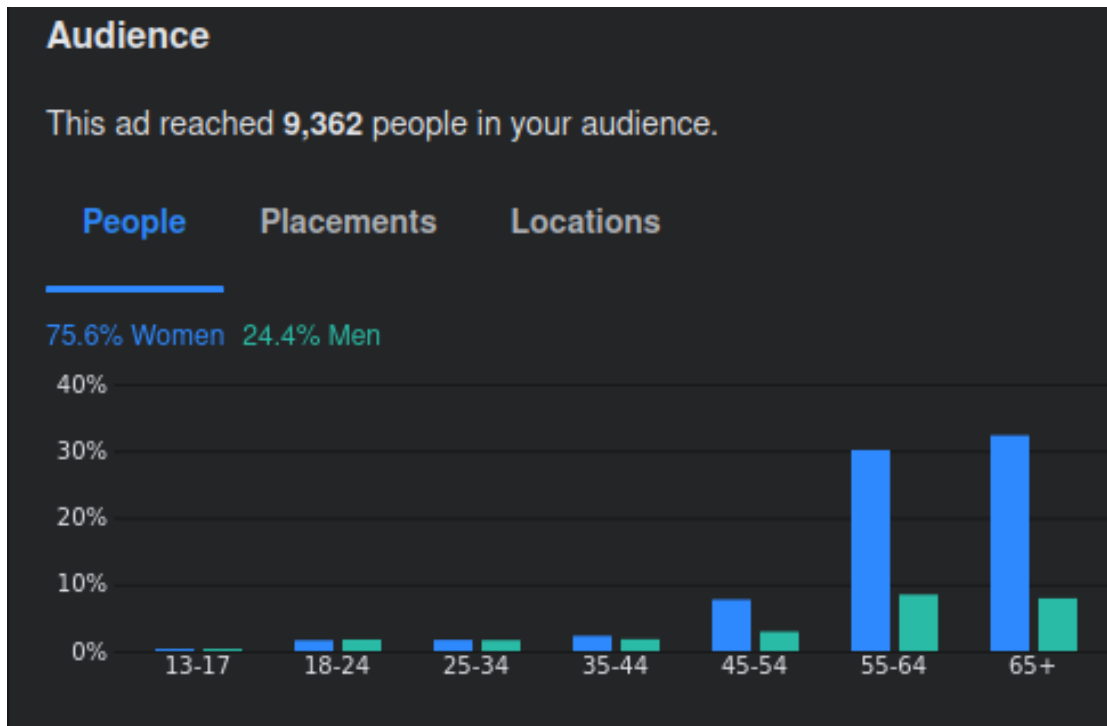 Audience
This ad reached 9,362 people in your audience.
People Placements Locations
75.6% Women 24.4% Men
40%
30%
20%
10%
0%
13-17 18-24 25-34 35-44 45-54 55-64 65+